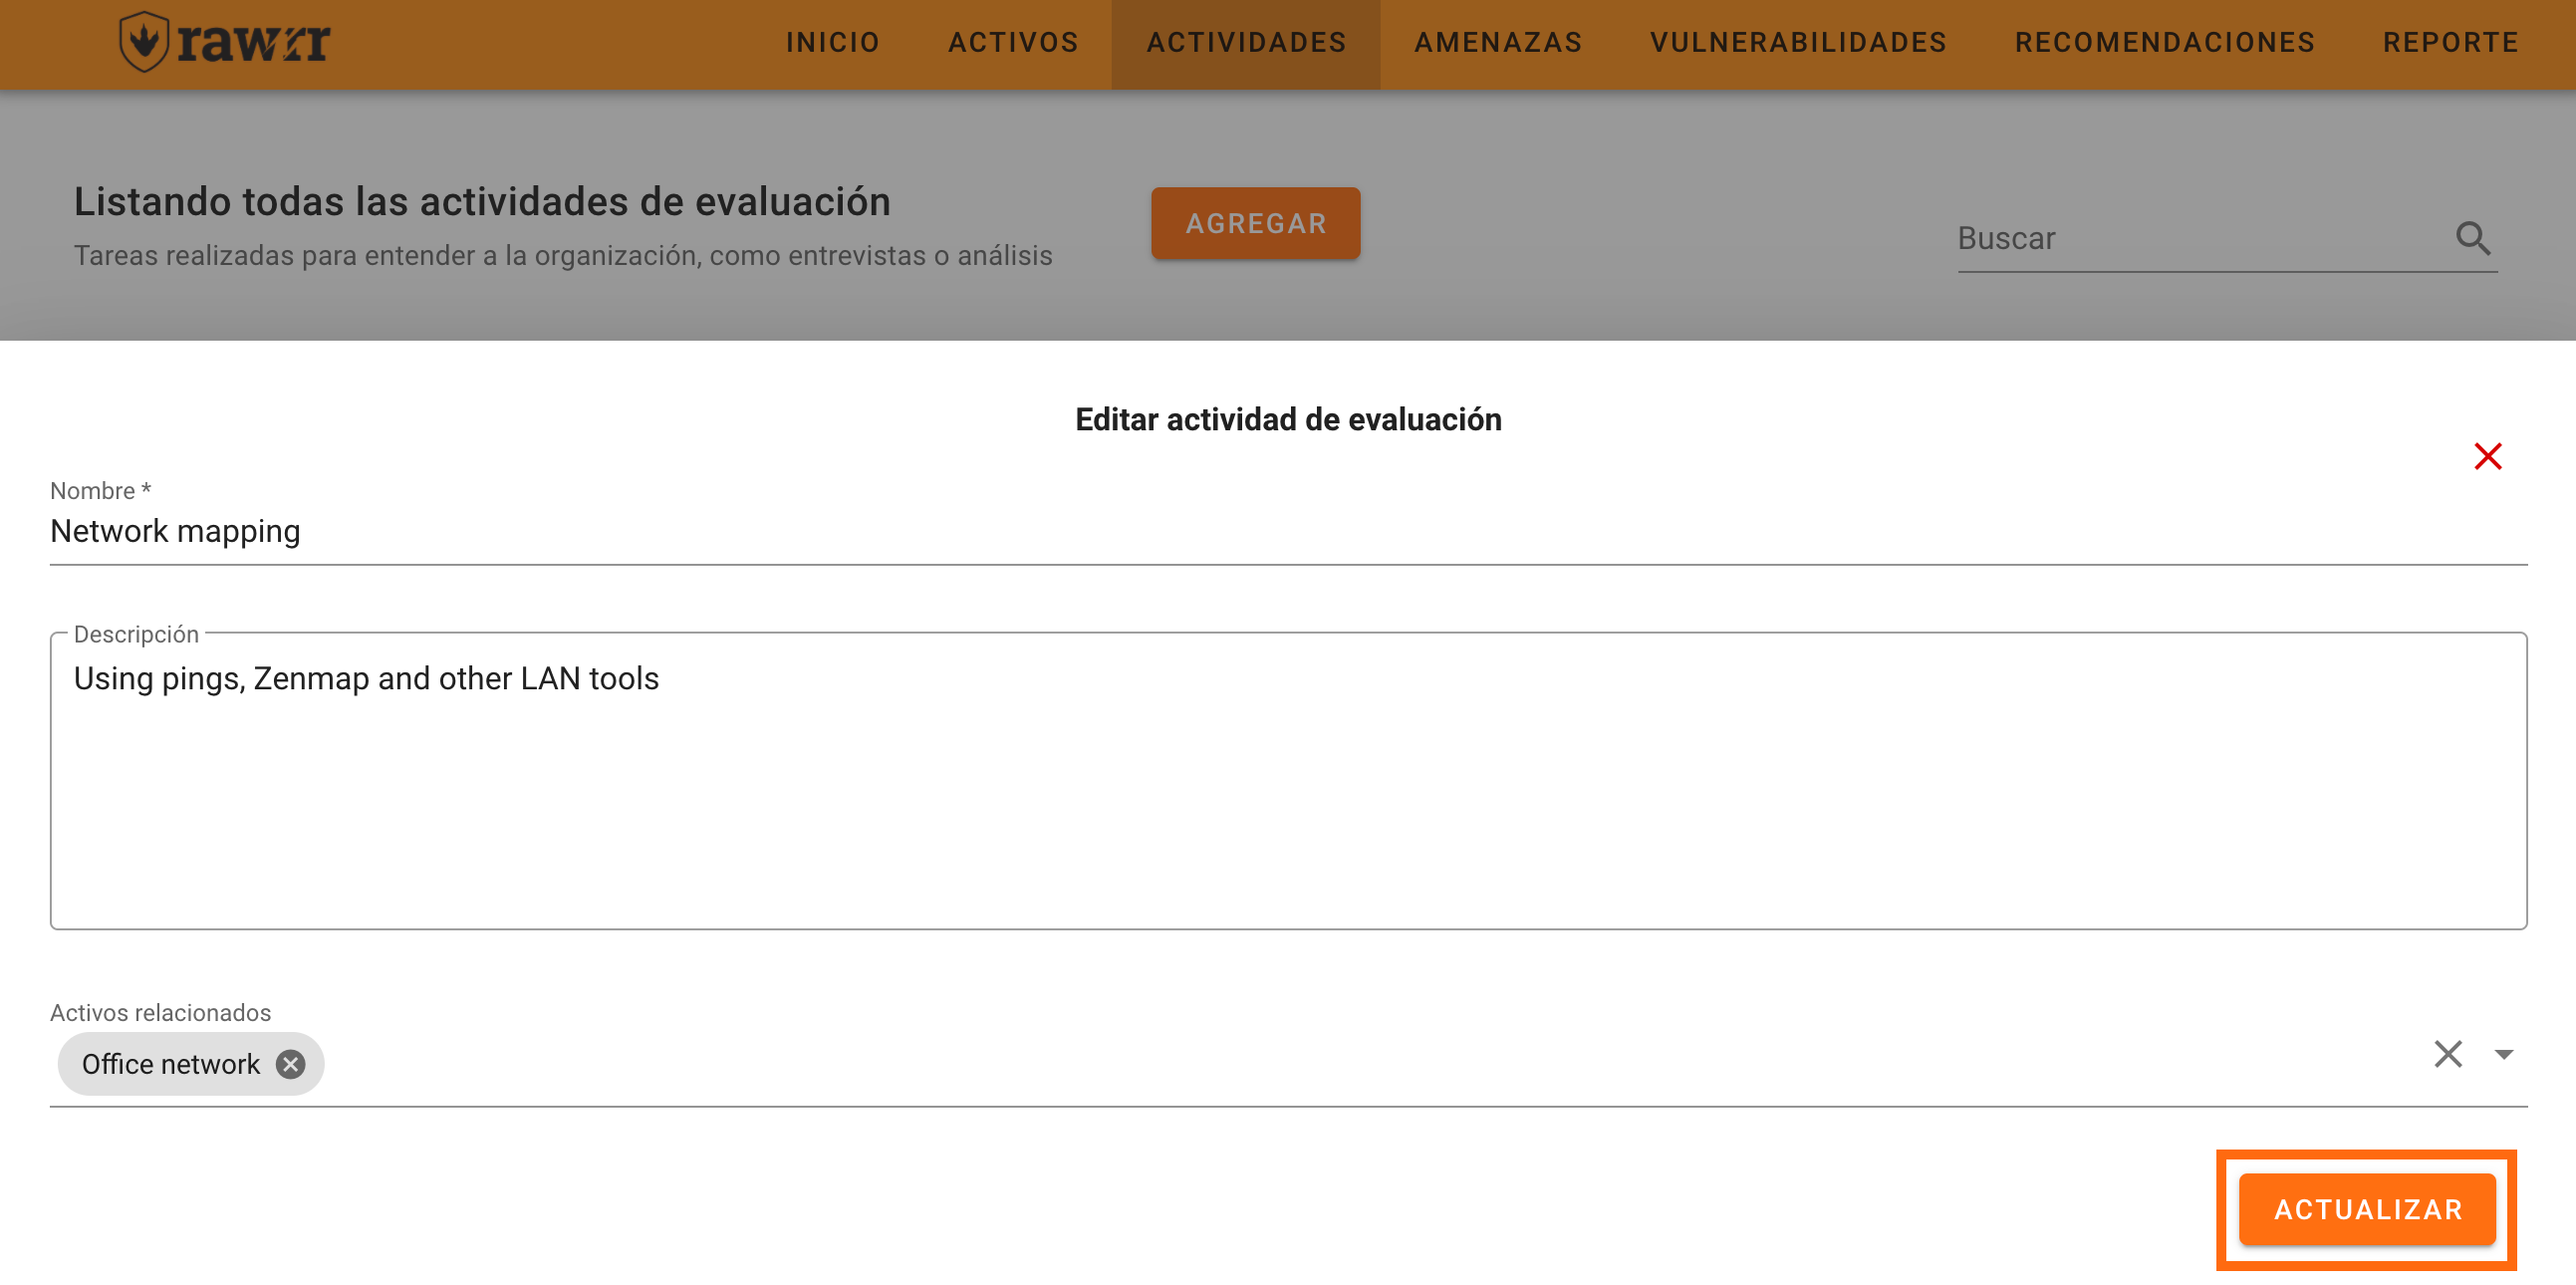 rawrr
INICIO ACTIVOS ACTIVIDADES AMENAZAS VULNERABILIDADES RECOMENDACIONES REPORTE
Listando todas las actividades de evaluación
Tareas realizadas para entender a la organización, como entrevistas o análisis
AGREGAR
Buscar
Editar actividad de evaluación
Nombre *
Network mapping
Descripción
Using pings, Zenmap and other LAN tools
Activos relacionados
Office network
ACTUALIZAR